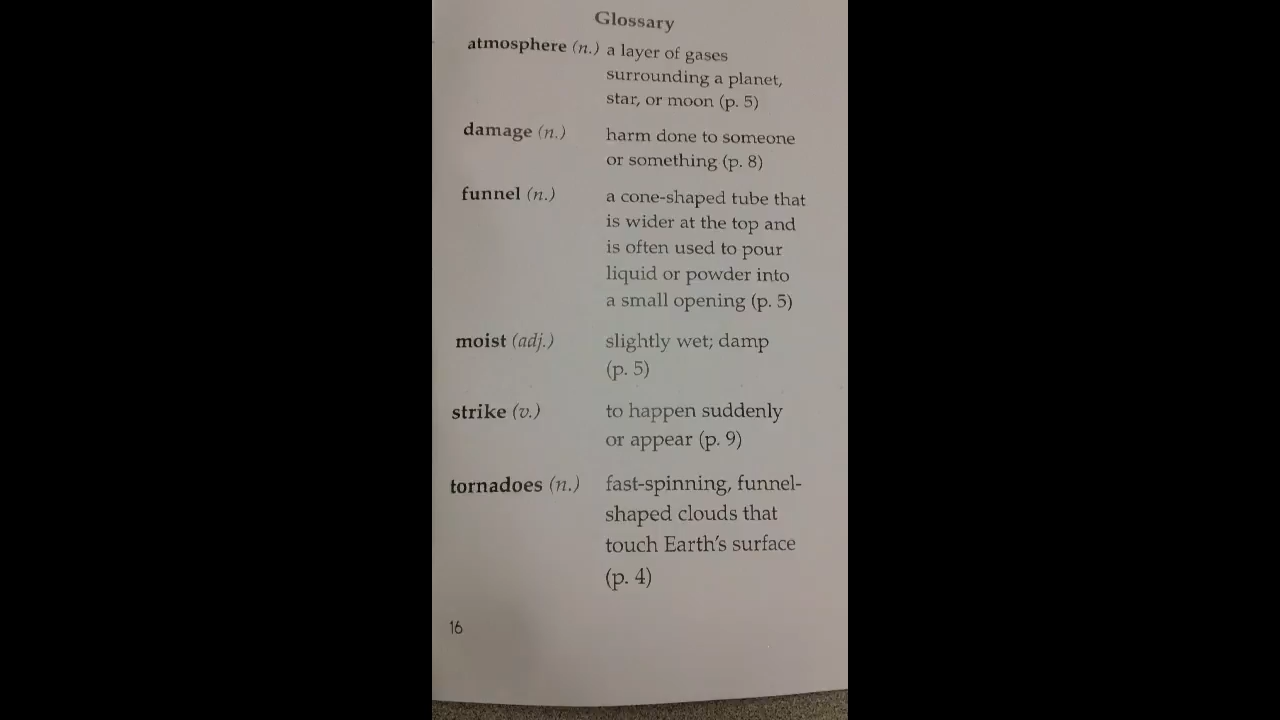 Glossary
atmosphere (n.) a layer of gases
surrounding a planet,
star, or moon (p. 5)
damage (n.) harm done to someone
or something (p. 8)
funnel (n.) a cone-shaped tube that
is wider at the top and
is often used to pour
liquid or powder into
a small opening (p. 5)
moist (adj.) slightly wet; damp
(p. 5)
strike (v.) to happen suddenly
or appear (p. 9)
tornadoes (n.) fast-spinning, funnel-
shaped clouds that
touch Earth's surface
(p. 4)
16